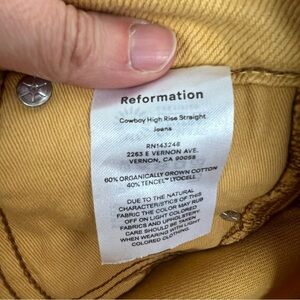 Reformation
Cowboy High Rise Straight
Jeans
RN143246
2263 E VERNON AVE.
VERNON, CA 90058
60% ORGANICALLY GROWN COTTON
40% TENCEL™ LYOCELL
DUE TO THE NATURAL
CHARACTERISTICS OF THIS
FABRIC THE COLOR MAY RUB
OFF ON LIGHT COLORED
FABRICS AND UPHOLSTERY.
CARE SHOULD BE TAKEN
WHEN WEARING WITH LIGHT
COLORED CLOTHING.